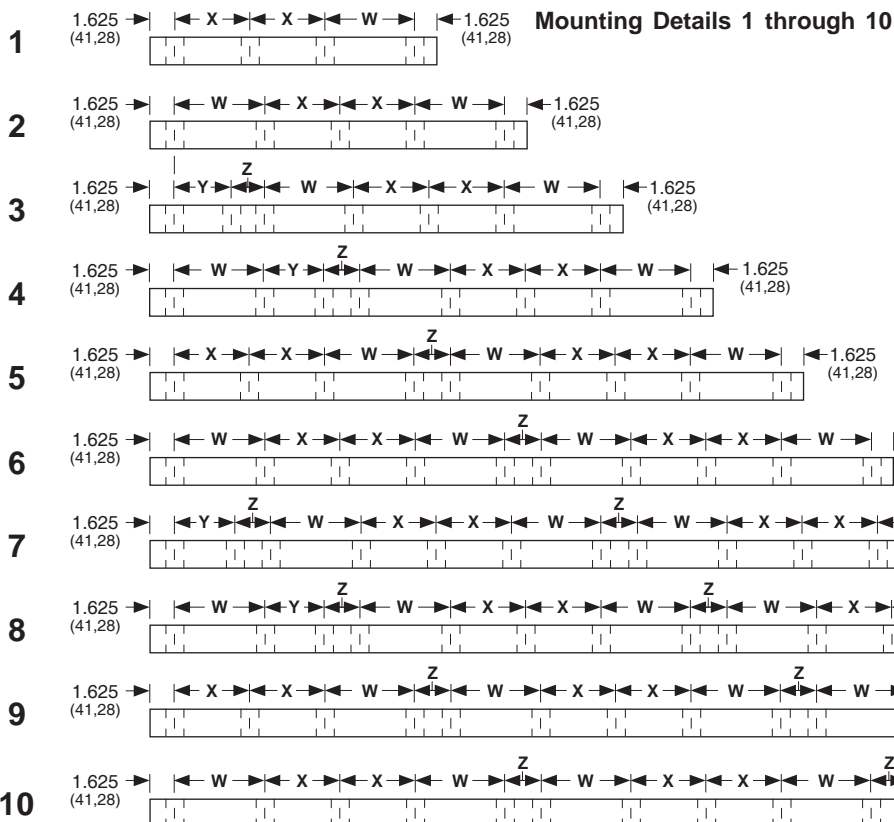 1.625 X X W 1.625 Mounting Details 1 through 10
1 (41,28) (41,28)
1.625 W X X W 1.625
2 (41,28) (41,28)
Z
1.625 Y W X X W 1.625
3 (41,28) (41,28)
Z
1.625 W Y W X X W 1.625
4 (41,28) (41,28)
Z
1.625 X X W W X X W 1.625
5 (41,28) (41,28)
Z
1.625 W X X W W X X W
6 (41,28)
Z Z
1.625 Y W X X W W X X
7 (41,28)
Z Z
1.625 W Y W X X W W X
8 (41,28)
Z Z
1.625 X X W W X X W W
9 (41,28)
Z Z
1.625 W X X W W X X W
10 (41,28)